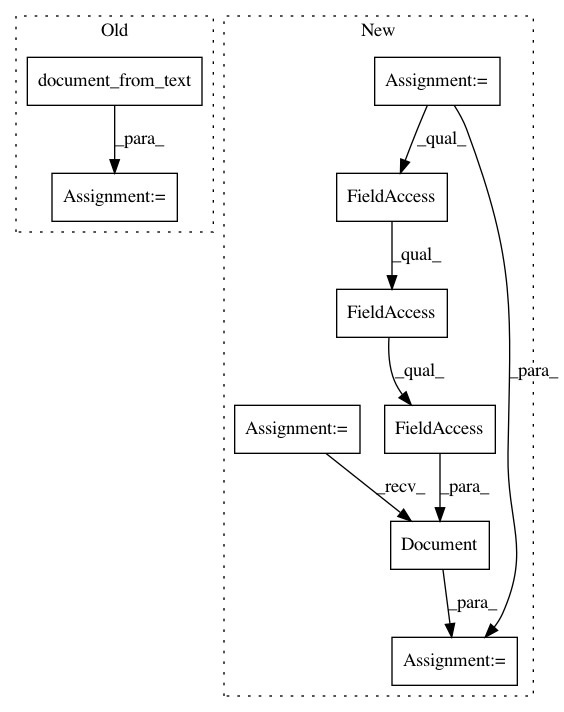 Old
New
document_from_text
Assignment:=
_para_
_qual_
Assignment:=
FieldAccess
_qual_
FieldAccess
_qual_
_para_
Assignment:=
FieldAccess
_recv_
_para_
Document
_para_
Assignment:=